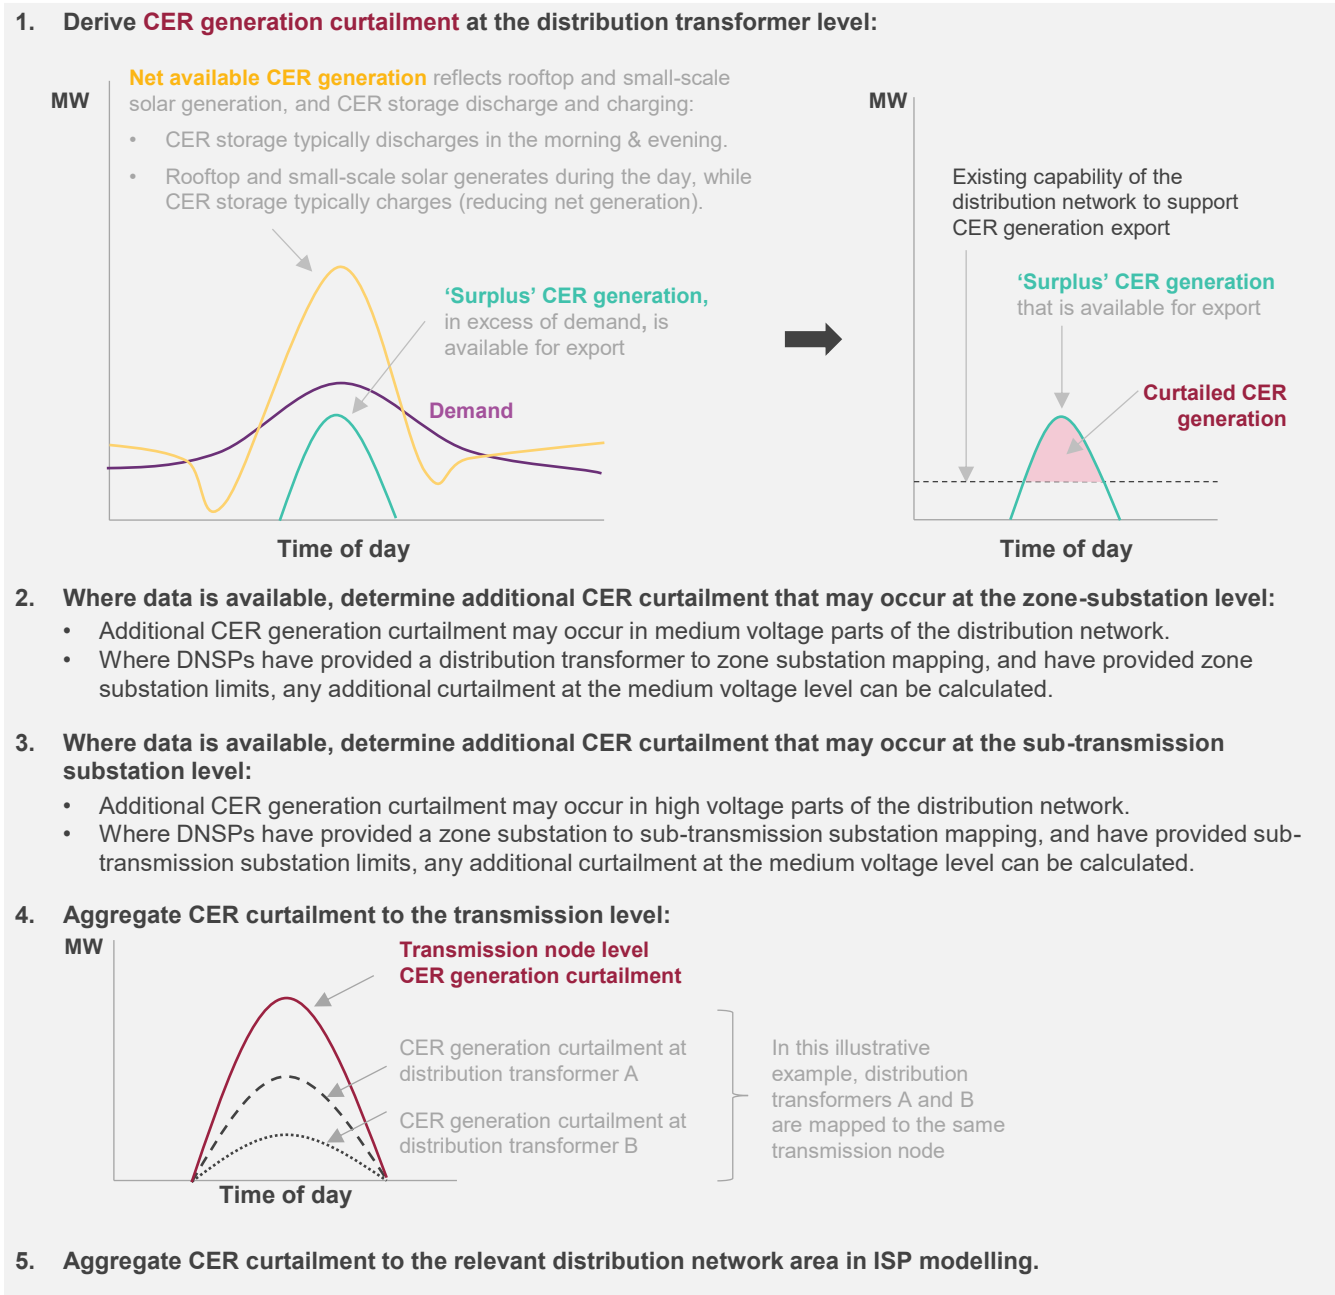 1. Derive CER generation curtailment at the distribution transformer level:
MW
Net available CER generation reflects rooftop and small-scale
solar generation, and CER storage discharge and charging:
• CER storage typically discharges in the morning & evening.
• Rooftop and small-scale solar generates during the day, while
CER storage typically charges (reducing net generation).
‘Surplus’ CER generation,
in excess of demand, is
available for export
Demand
Time of day
MW
Existing capability of the
distribution network to support
CER generation export
‘Surplus’ CER generation
that is available for export
Curtailed CER
generation
Time of day
2. Where data is available, determine additional CER curtailment that may occur at the zone-substation level:
• Additional CER generation curtailment may occur in medium voltage parts of the distribution network.
• Where DNSPs have provided a distribution transformer to zone substation mapping, and have provided zone
substation limits, any additional curtailment at the medium voltage level can be calculated.
3. Where data is available, determine additional CER curtailment that may occur at the sub-transmission
substation level:
• Additional CER generation curtailment may occur in high voltage parts of the distribution network.
• Where DNSPs have provided a zone substation to sub-transmission substation mapping, and have provided sub-
transmission substation limits, any additional curtailment at the medium voltage level can be calculated.
4. Aggregate CER curtailment to the transmission level:
MW
Transmission node level
CER generation curtailment
CER generation curtailment at
distribution transformer A
CER generation curtailment at
distribution transformer B
In this illustrative
example, distribution
transformers A and B
are mapped to the same
transmission node
Time of day
5. Aggregate CER curtailment to the relevant distribution network area in ISP modelling.